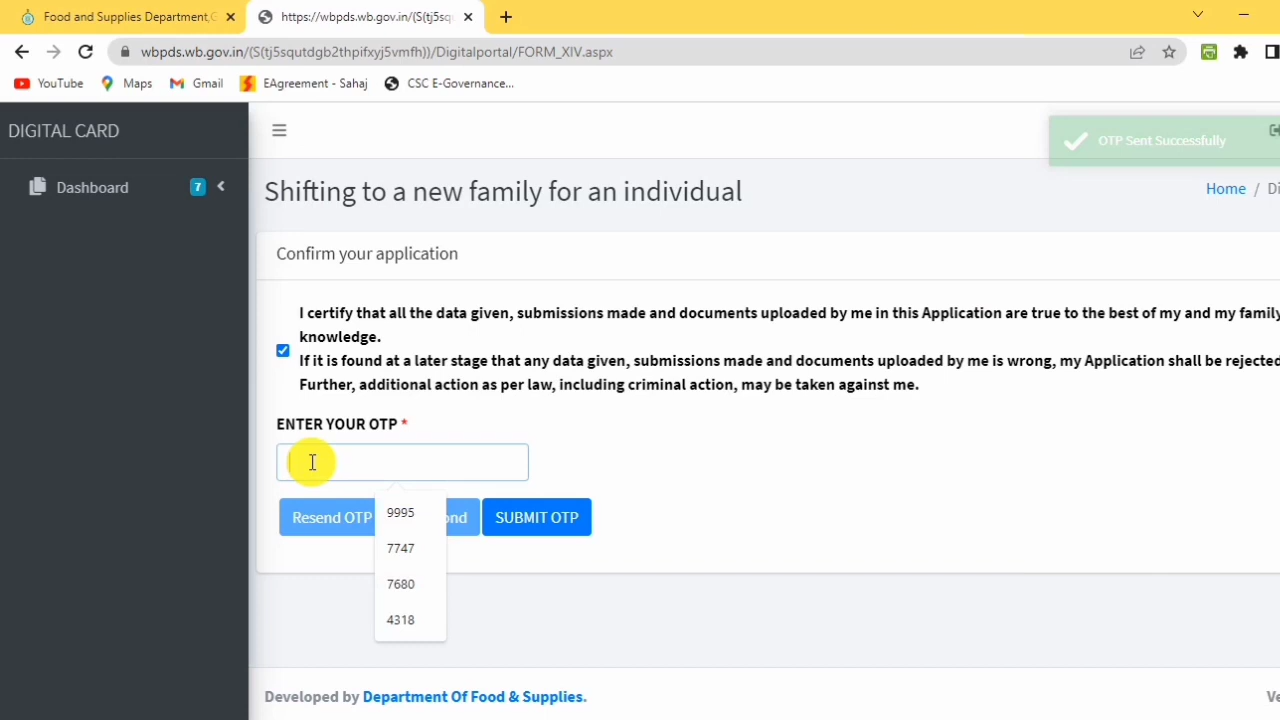 Food and Supplies Department,G
https://wbpds.wb.gov.in/(S(tj5sq
wbpds.wb.gov.in/(S(tj5squtdgb2thpifxyj5vmfh))/Digitalportal/FORM_XIV.aspx
YouTube Maps Gmail EAgreement - Sahaj CSC E-Governance...
DIGITAL CARD
OTP Sent Successfully
Dashboard 7
Shifting to a new family for an individual
Home / Di
Confirm your application
I certify that all the data given, submissions made and documents uploaded by me in this Application are true to the best of my and my family
knowledge.
If it is found at a later stage that any data given, submissions made and documents uploaded by me is wrong, my Application shall be rejected
Further, additional action as per law, including criminal action, may be taken against me.
ENTER YOUR OTP *
Resend OTP ond SUBMIT OTP
9995
7747
7680
4318
Developed by Department Of Food & Supplies.
Ve